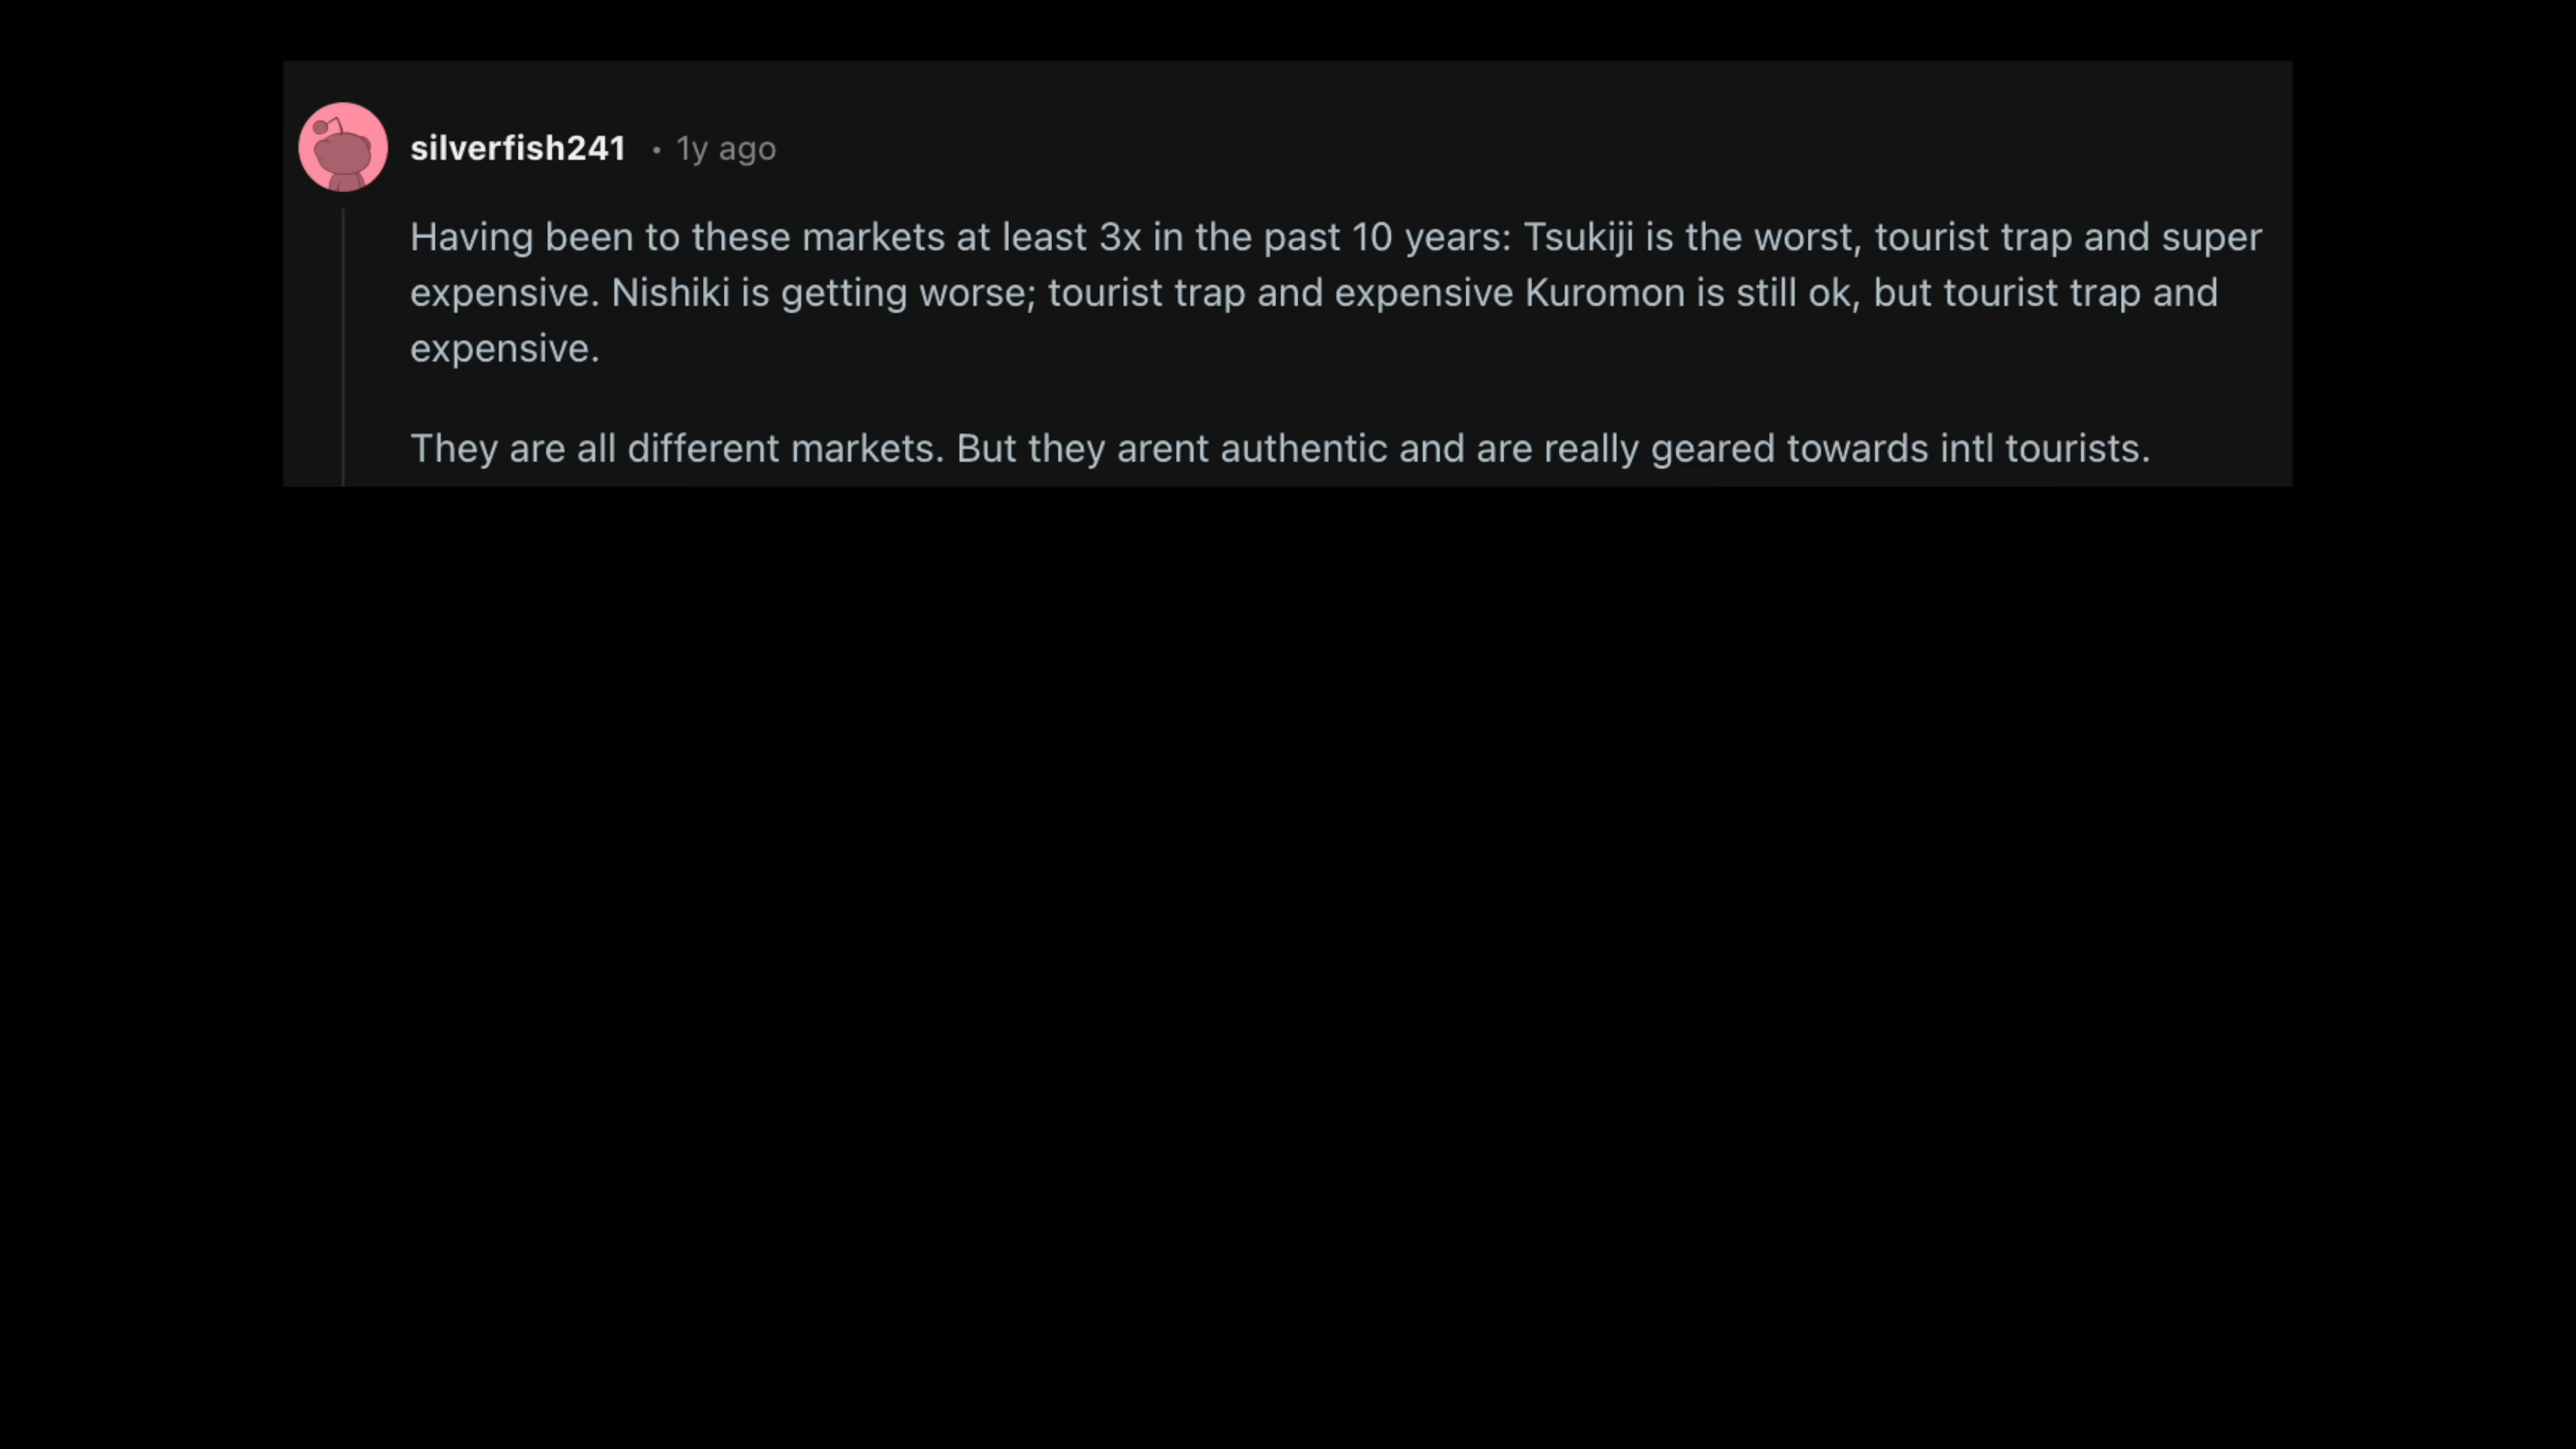 silverfish241 • 1y ago
Having been to these markets at least 3x in the past 10 years: Tsukiji is the worst, tourist trap and super
expensive. Nishiki is getting worse; tourist trap and expensive Kuromon is still ok, but tourist trap and
expensive.
They are all different markets. But they arent authentic and are really geared towards intl tourists.